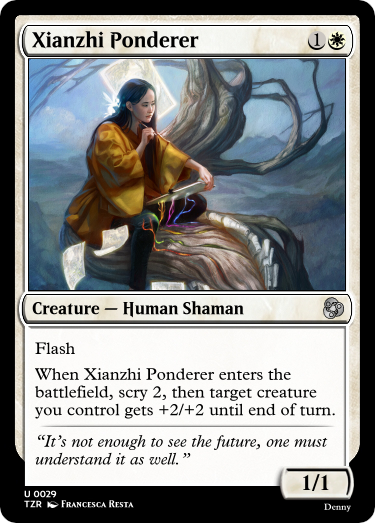 Xianzhi Ponderer 1
Creature — Human Shaman
Flash
When Xianzhi Ponderer enters the
battlefield, scry 2, then target creature
you control gets +2/+2 until end of turn.
“It’s not enough to see the future, one must
understand it as well.”
1/1
U 0029
TZR Francesca Resta
Denny